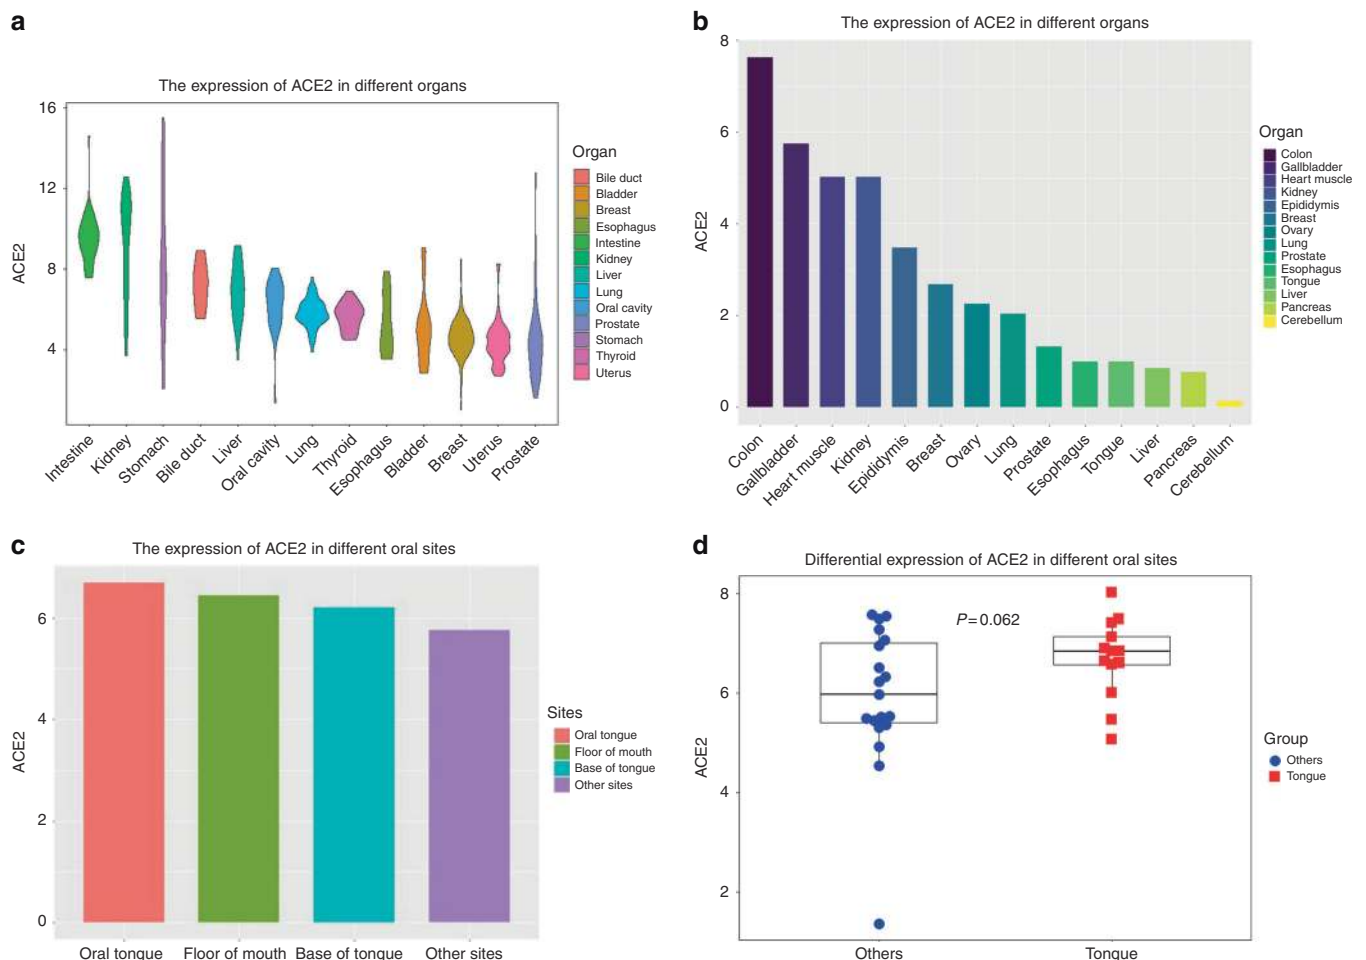 a
The expression of ACE2 in different organs
16
12
8
4
ACE2
Intestine
Kidney
Stomach
Bile duct
Liver
Oral cavity
Lung
Thyroid
Esophagus
Bladder
Breast
Uterus
Prostate
Organ
Bile duct
Bladder
Breast
Esophagus
Intestine
Kidney
Liver
Lung
Oral cavity
Prostate
Stomach
Thyroid
Uterus
b
The expression of ACE2 in different organs
8
6
4
2
0
ACE2
Colon
Gallbladder
Heart muscle
Kidney
Epididymis
Breast
Ovary
Lung
Prostate
Esophagus
Tongue
Liver
Pancreas
Cerebellum
Organ
Colon
Gallbladder
Heart muscle
Kidney
Epididymis
Breast
Ovary
Lung
Prostate
Esophagus
Tongue
Liver
Pancreas
Cerebellum
c
The expression of ACE2 in different oral sites
6
4
2
0
ACE2
Oral tongue Floor of mouth Base of tongue Other sites
Sites
Oral tongue
Floor of mouth
Base of tongue
Other sites
d
Differential expression of ACE2 in different oral sites
8
6
4
2
ACE2
P=0.062
Others Tongue
Group
Others
Tongue